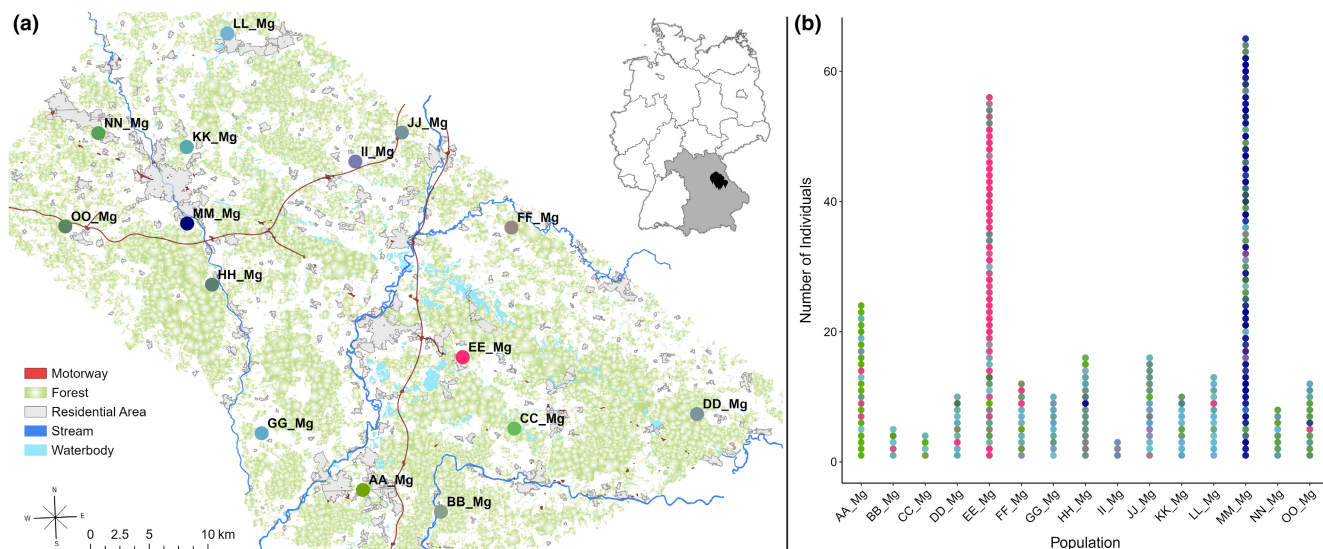 (a)
LL_Mg
NN_Mg
KK_Mg
JJ_Mg
II_Mg
OO_Mg
MM_Mg
FF_Mg
HH_Mg
EE_Mg
DD_Mg
CC_Mg
GG_Mg
AA_Mg
BB_Mg
Motorway
Forest
Residential Area
Stream
Waterbody
N
W E
S
0 2.5 5 10 km
(b)
Number of Individuals
60
40
20
0
AA_Mg
BB_Mg
CC_Mg
DD_Mg
EE_Mg
FF_Mg
GG_Mg
HH_Mg
II_Mg
JJ_Mg
KK_Mg
LL_Mg
MM_Mg
NN_Mg
OO_Mg
Population